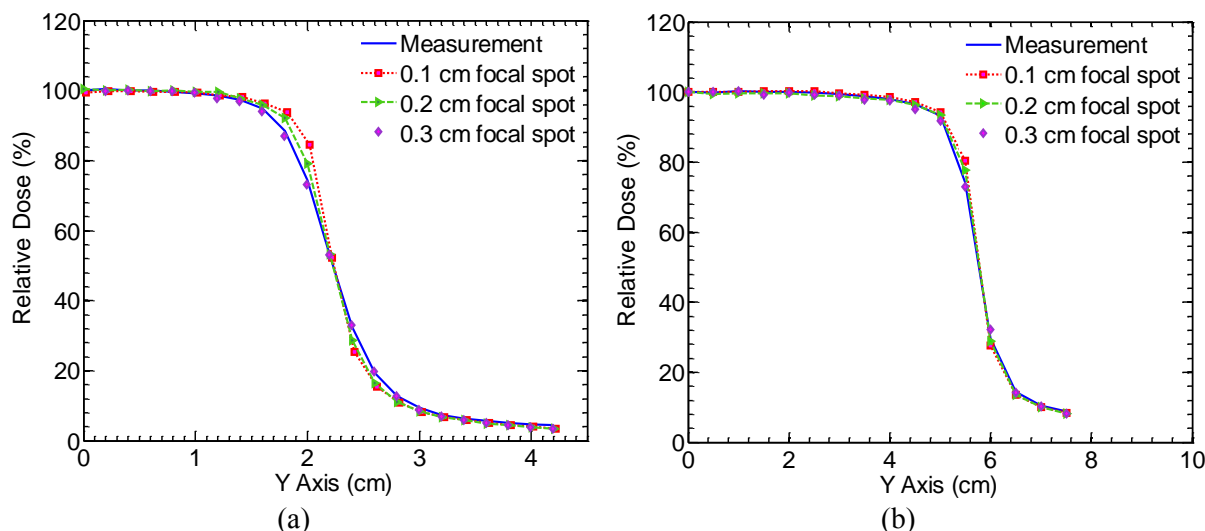 120
100
80
60
40
20
0
Relative Dose (%)
Measurement
0.1 cm focal spot
0.2 cm focal spot
0.3 cm focal spot
0 1 2 3 4
Y Axis (cm)
(a)
120
100
80
60
40
20
0
Relative Dose (%)
Measurement
0.1 cm focal spot
0.2 cm focal spot
0.3 cm focal spot
0 2 4 6 8 10
Y Axis (cm)
(b)